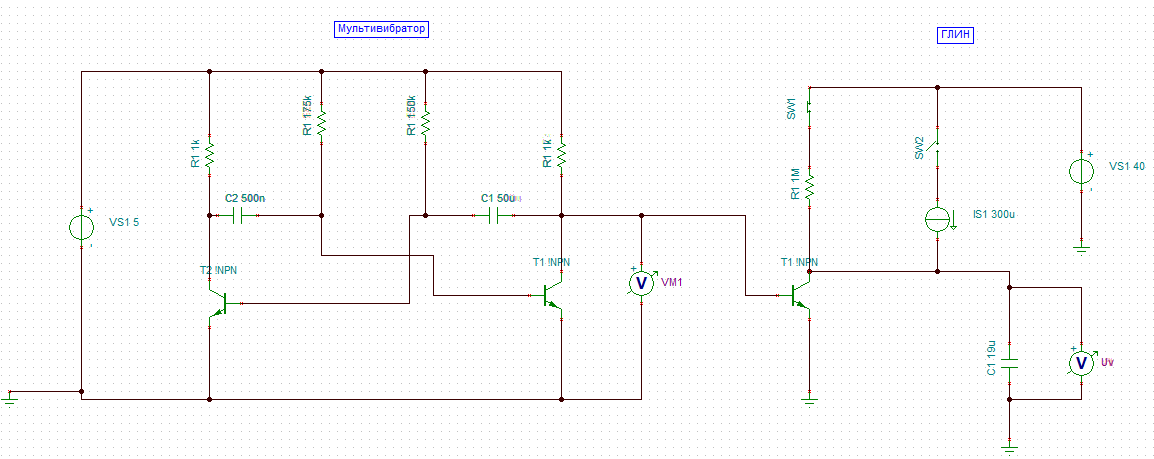 Мультивибратор
ГЛИН
R1 1k
R1 175k
R1 150k
R1 1k
SW1
SW2
VS1 40
R1 1M
IS1 300u
C2 500n
C1 50u
VS1 5
T2 !NPN
T1 !NPN
T1 !NPN
+
V
VM1
C1 19u
+
V
Uv